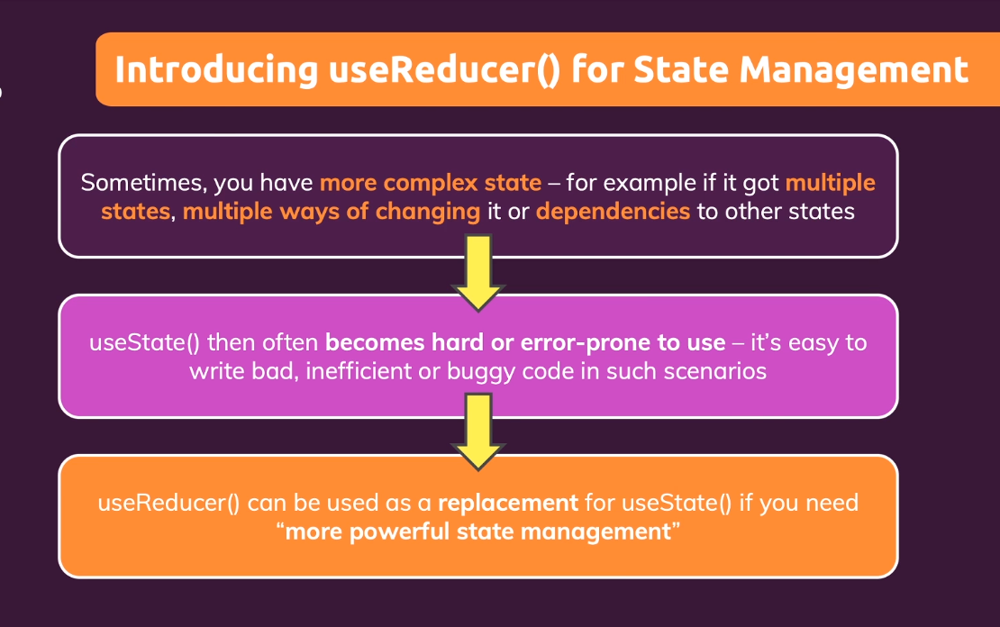 Introducing useReducer() for State Management
Sometimes, you have more complex state – for example if it got multiple
states, multiple ways of changing it or dependencies to other states
useState() then often becomes hard or error-prone to use – it’s easy to
write bad, inefficient or buggy code in such scenarios
useReducer() can be used as a replacement for useState() if you need
“more powerful state management”